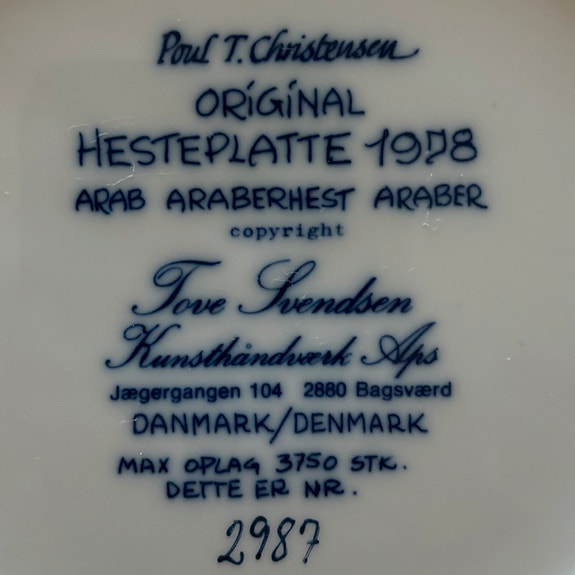 Poul T. Christensen
ORiGiNAL
HESTEPLATTE 1978
ARAB ARABERHEST ARABER
copyright
Tove Svendsen
Kunsthåndværk Aps
Jægergangen 104 2880 Bagsværd
DANMARK/DENMARK
MAX OPLAG 3750 STK.
DETTE ER NR.
2987